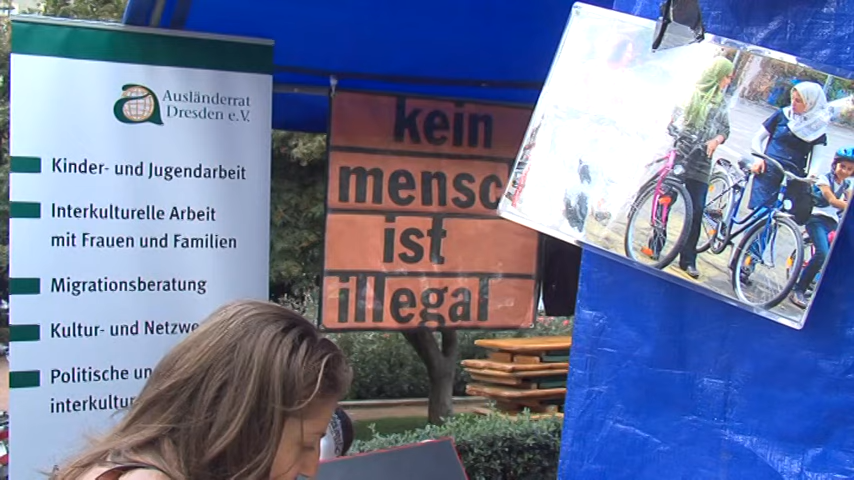 Ausländerrat
Dresden e.V.
Kinder- und Jugendarbeit
Interkulturelle Arbeit
mit Frauen und Familien
Migrationsberatung
Kultur- und Netzwe
Politische un
interkultu
kein
mensc
ist
illegal